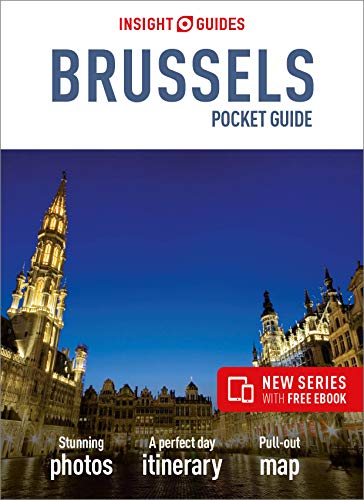 INSIGHT GUIDES
BRUSSELS
POCKET GUIDE
NEW SERIES
WITH FREE EBOOK
Stunning
photos
A perfect day
itinerary
Pull-out
map